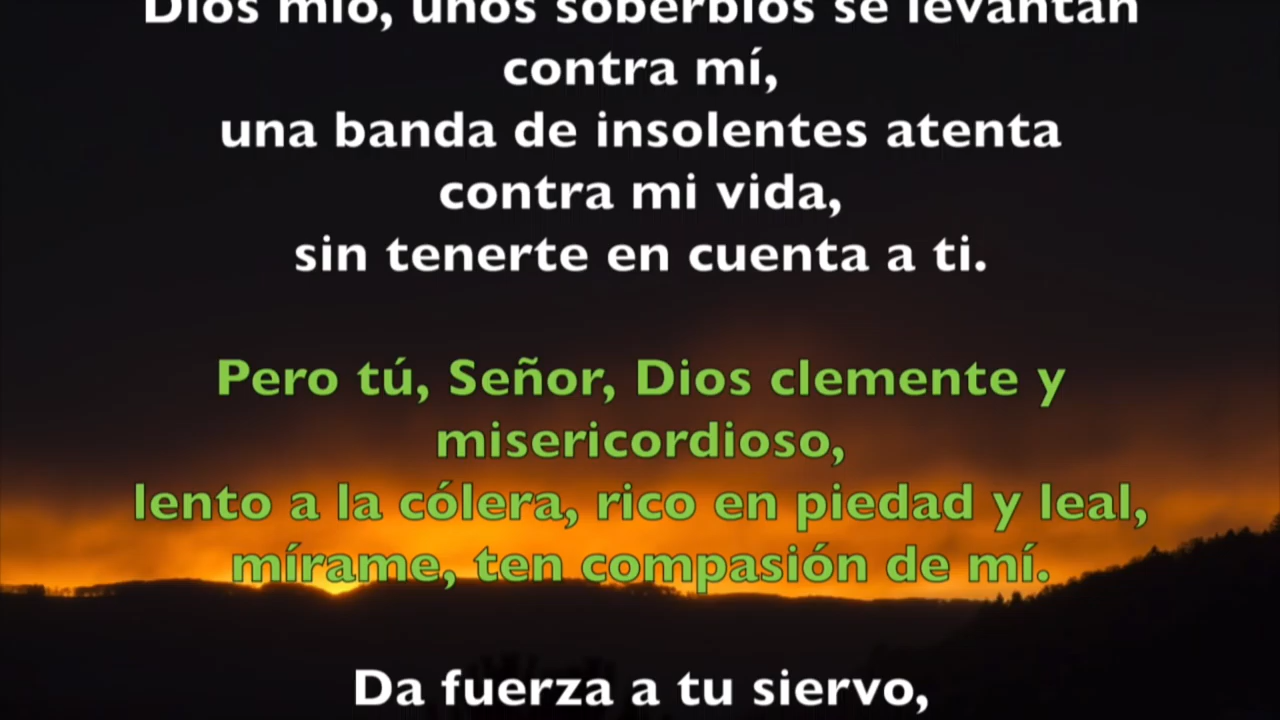 Dios mío, unos soberbios se levantan
contra mí,
una banda de insolentes atenta
contra mi vida,
sin tenerte en cuenta a ti.
Pero tú, Señor, Dios clemente y
misericordioso,
lento a la cólera, rico en piedad y leal,
mírame, ten compasión de mí.
Da fuerza a tu siervo,